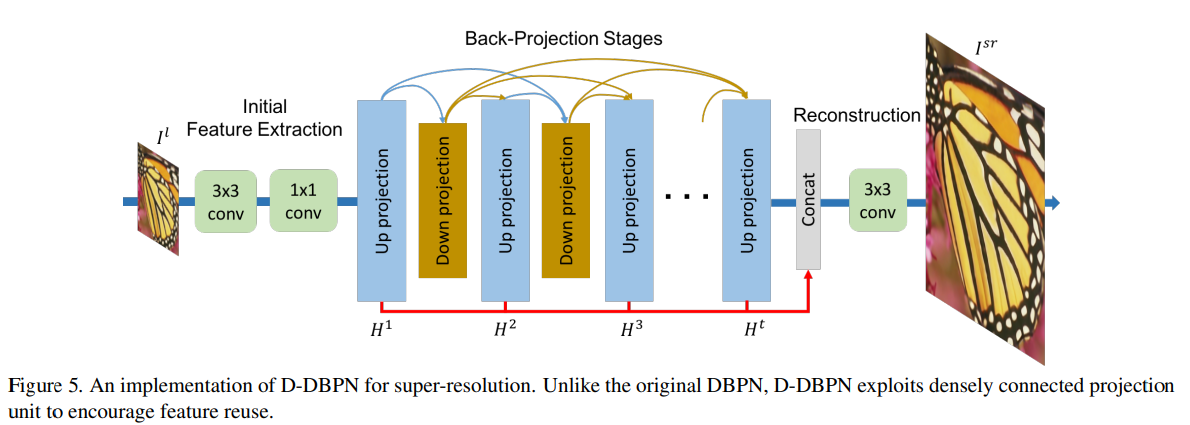 Back-Projection Stages
Initial
Feature Extraction
I^l
3x3
conv
1x1
conv
Up projection
Down projection
Up projection
Down projection
Up projection
. . .
Up projection
Reconstruction
Concat
3x3
conv
I^{sr}
H^1
H^2
H^3
H^t
Figure 5. An implementation of D-DBPN for super-resolution. Unlike the original DBPN, D-DBPN exploits densely connected projection
unit to encourage feature reuse.